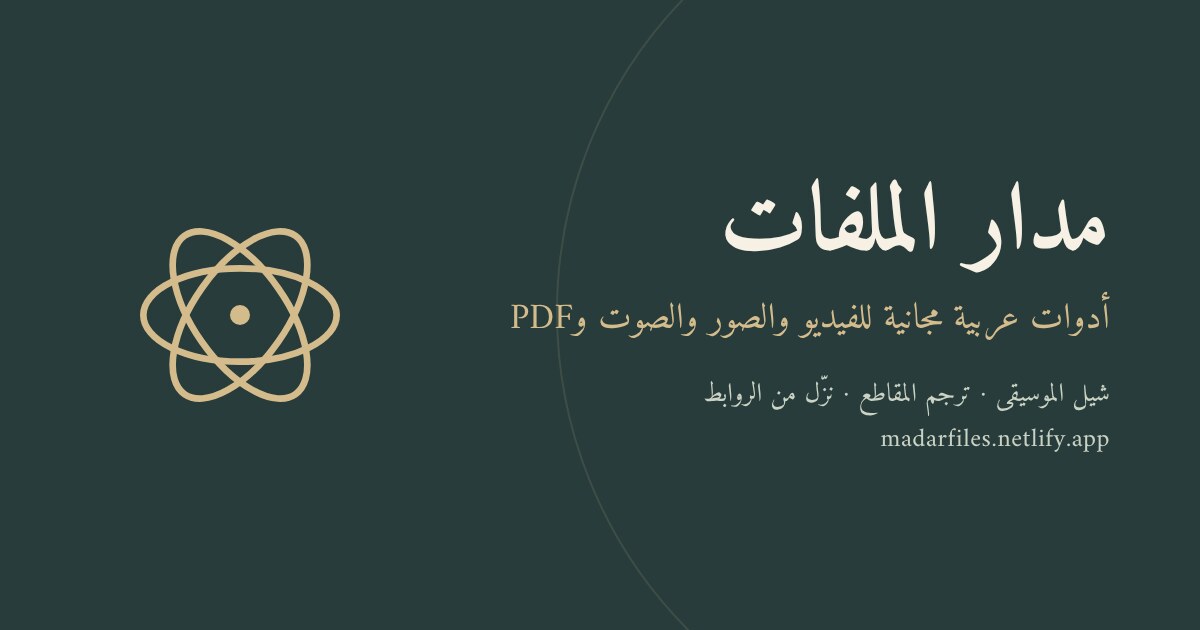 مدار الملفات
أدوات عربية مجانية للفيديو والصور والصوت وPDF
شيل الموسيقى · ترجم المقاطع · نزّل من الروابط
madarfiles.netlify.app